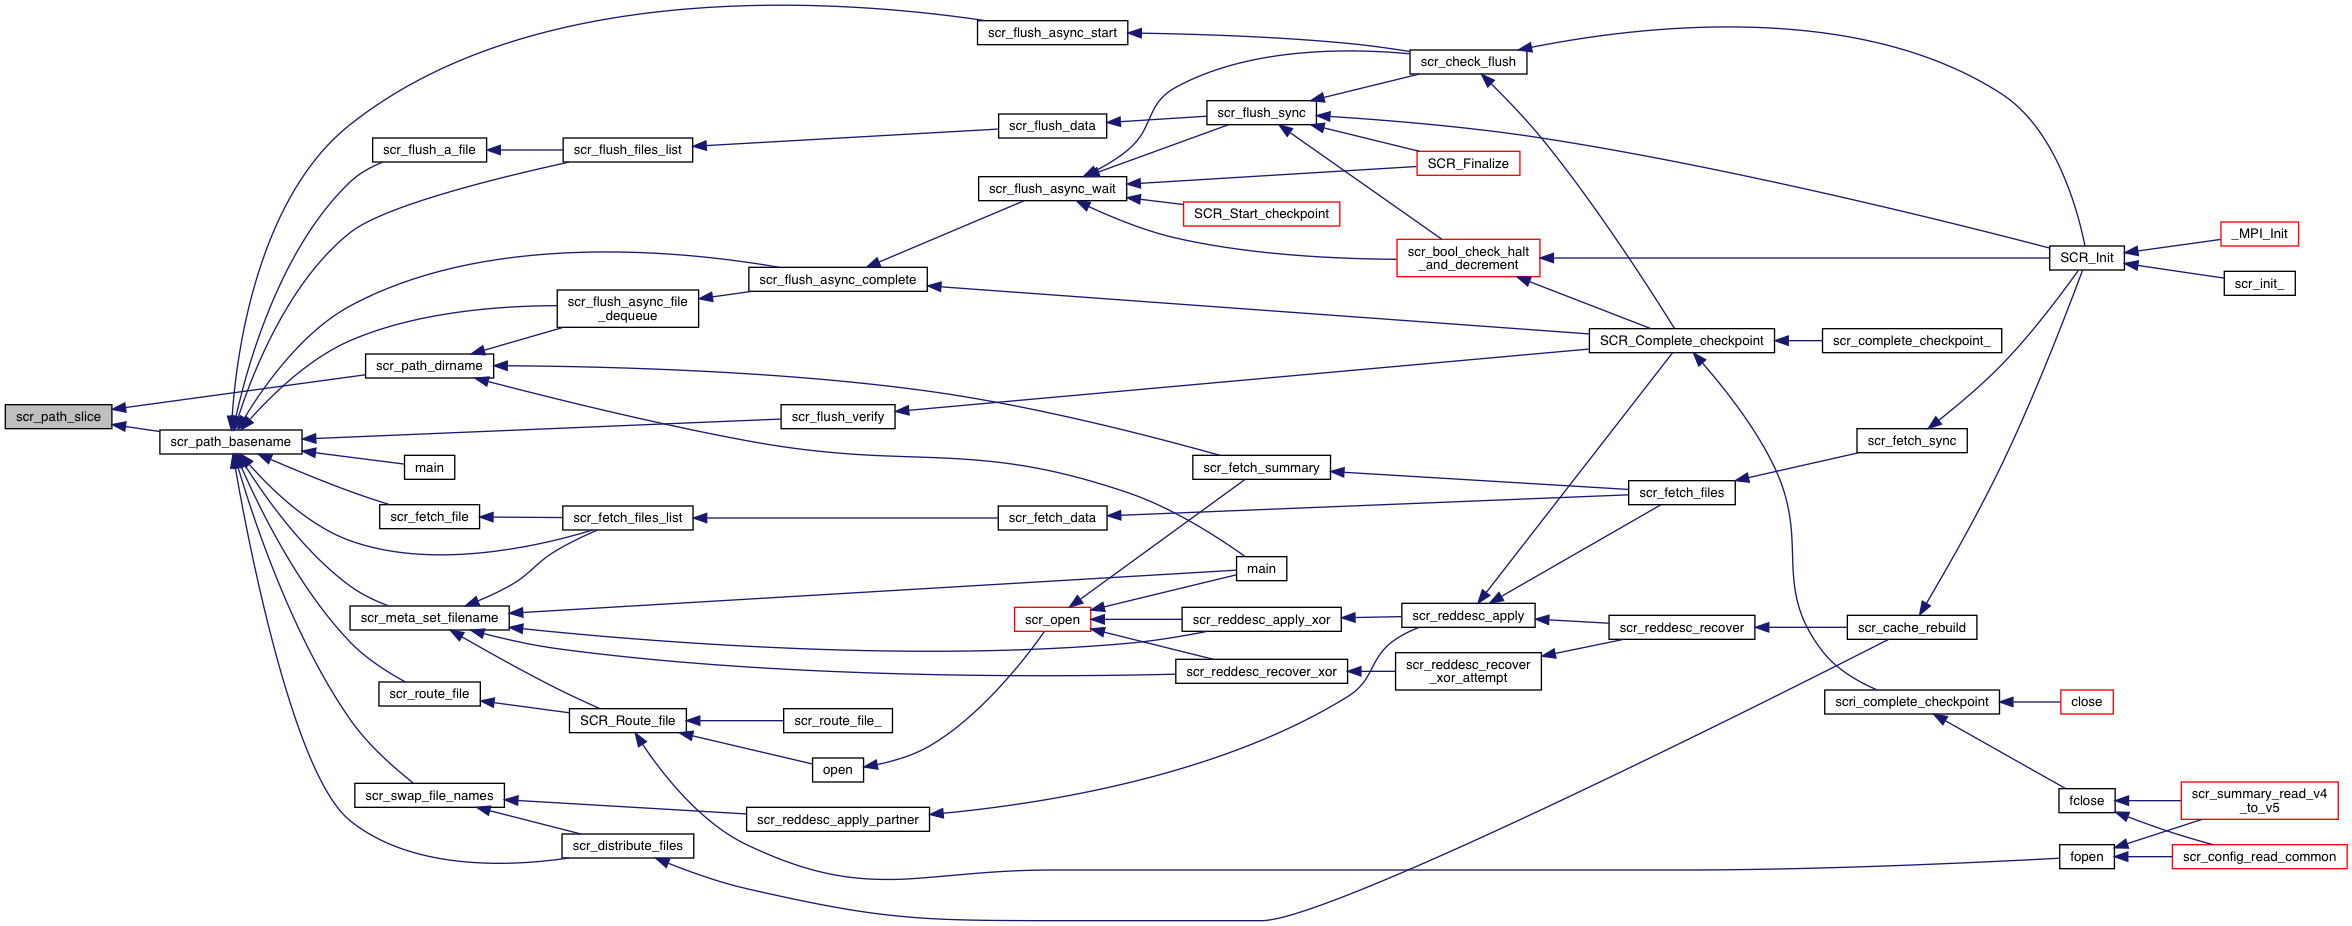 scr_flush_async_start
scr_check_flush
scr_flush_sync
scr_flush_data
scr_flush_a_file
scr_flush_files_list
SCR_Finalize
scr_flush_async_wait
SCR_Start_checkpoint
_MPI_Init
scr_bool_check_halt
_and_decrement
SCR_Init
scr_flush_async_complete
scr_init_
scr_flush_async_file
_dequeue
SCR_Complete_checkpoint
scr_complete_checkpoint_
scr_path_dirname
scr_path_slice
scr_flush_verify
scr_path_basename
scr_fetch_sync
main
scr_fetch_summary
scr_fetch_files
scr_fetch_file
scr_fetch_files_list
scr_fetch_data
main
scr_meta_set_filename
scr_open
scr_reddesc_apply_xor
scr_reddesc_apply
scr_reddesc_recover
scr_cache_rebuild
scr_reddesc_recover_xor
scr_reddesc_recover
_xor_attempt
scr_route_file
scri_complete_checkpoint
close
SCR_Route_file
scr_route_file_
open
scr_swap_file_names
fclose
scr_summary_read_v4
_to_v5
scr_reddesc_apply_partner
scr_distribute_files
fopen
scr_config_read_common